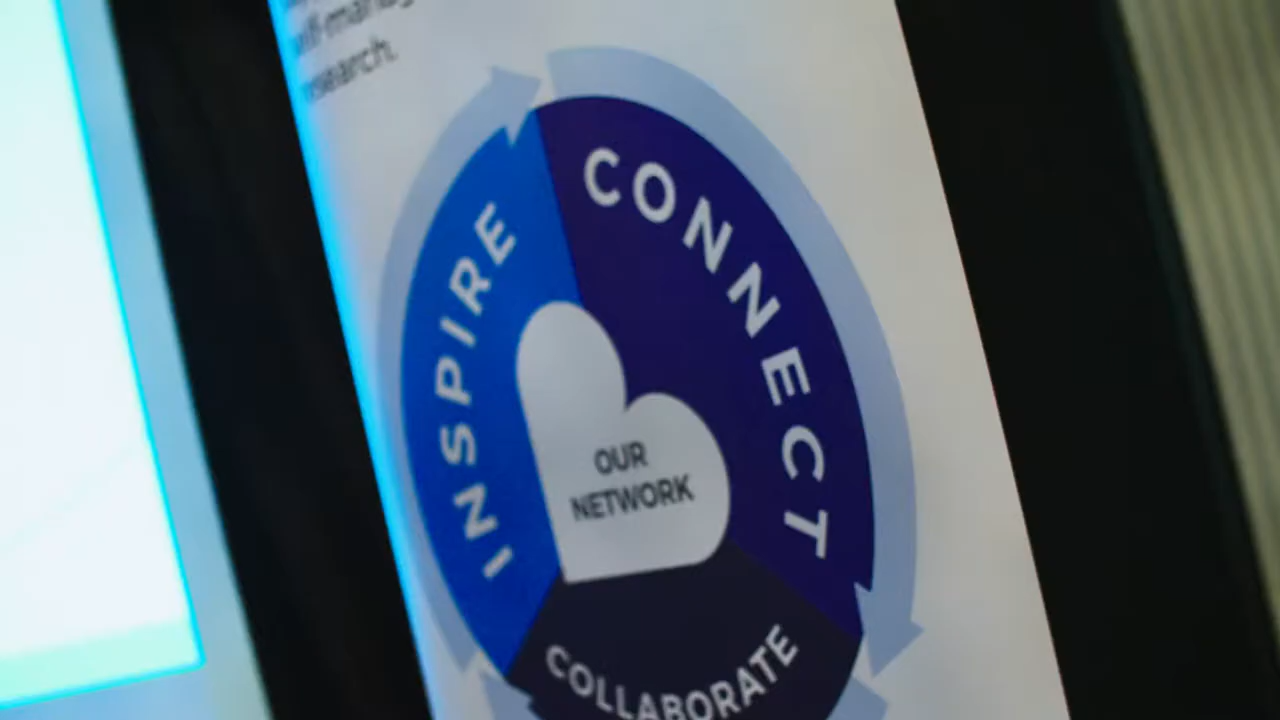 research.
CONNECT
INSPIRE
OUR
NETWORK
COLLABORATE